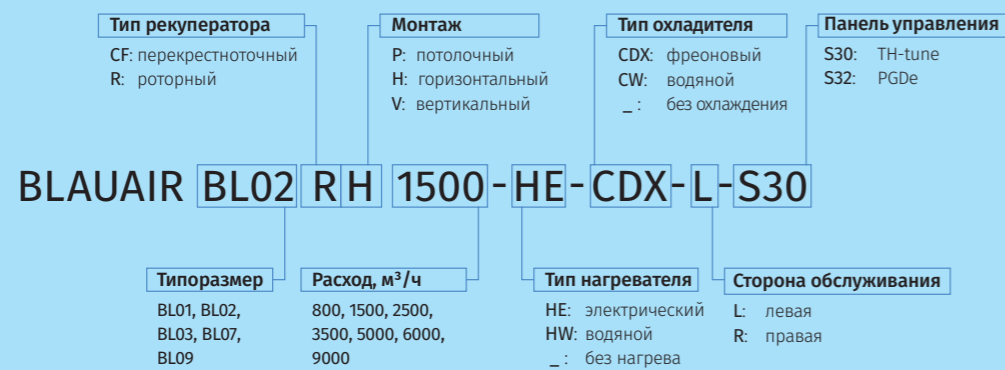 Тип рекуператора
CF: перекрестноточный
R: роторный
Монтаж
P: потолочный
H: горизонтальный
V: вертикальный
Тип охладителя
CDX: фреоновый
CW: водяной
_ : без охлаждения
Панель управления
S30: TH-tune
S32: PGDe
BLAUAIR BL02 R H 1500-HE-CDX-L-S30
Типоразмер
BL01, BL02,
BL03, BL07,
BL09
Расход, м³/ч
800, 1500, 2500,
3500, 5000, 6000,
9000
Тип нагревателя
HE: электрический
HW: водяной
_ : без нагрева
Сторона обслуживания
L: левая
R: правая